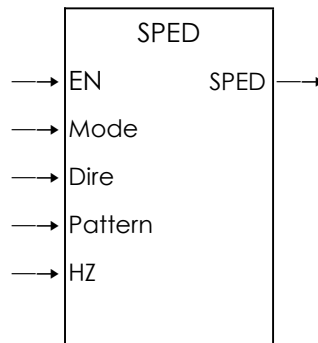 SPED
EN SPED
Mode
Dire
Pattern
HZ